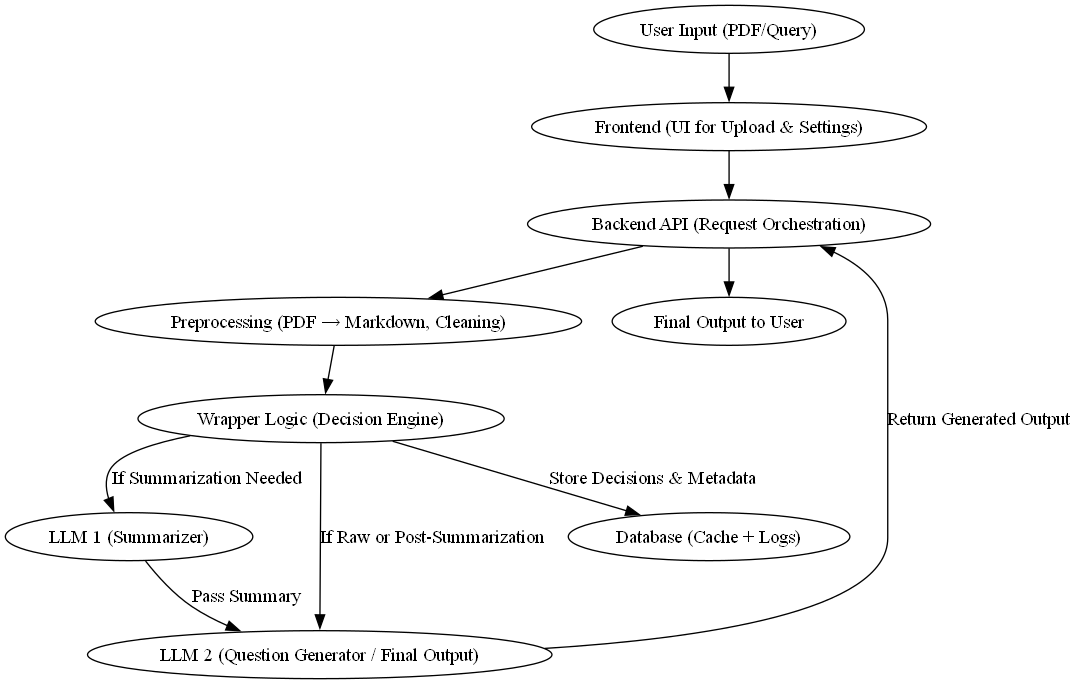 User Input (PDF/Query)
Frontend (UI for Upload & Settings)
Backend API (Request Orchestration)
Preprocessing (PDF → Markdown, Cleaning)
Final Output to User
Wrapper Logic (Decision Engine)
Return Generated Output
If Summarization Needed
Store Decisions & Metadata
LLM 1 (Summarizer)
If Raw or Post-Summarization
Database (Cache + Logs)
Pass Summary
LLM 2 (Question Generator / Final Output)